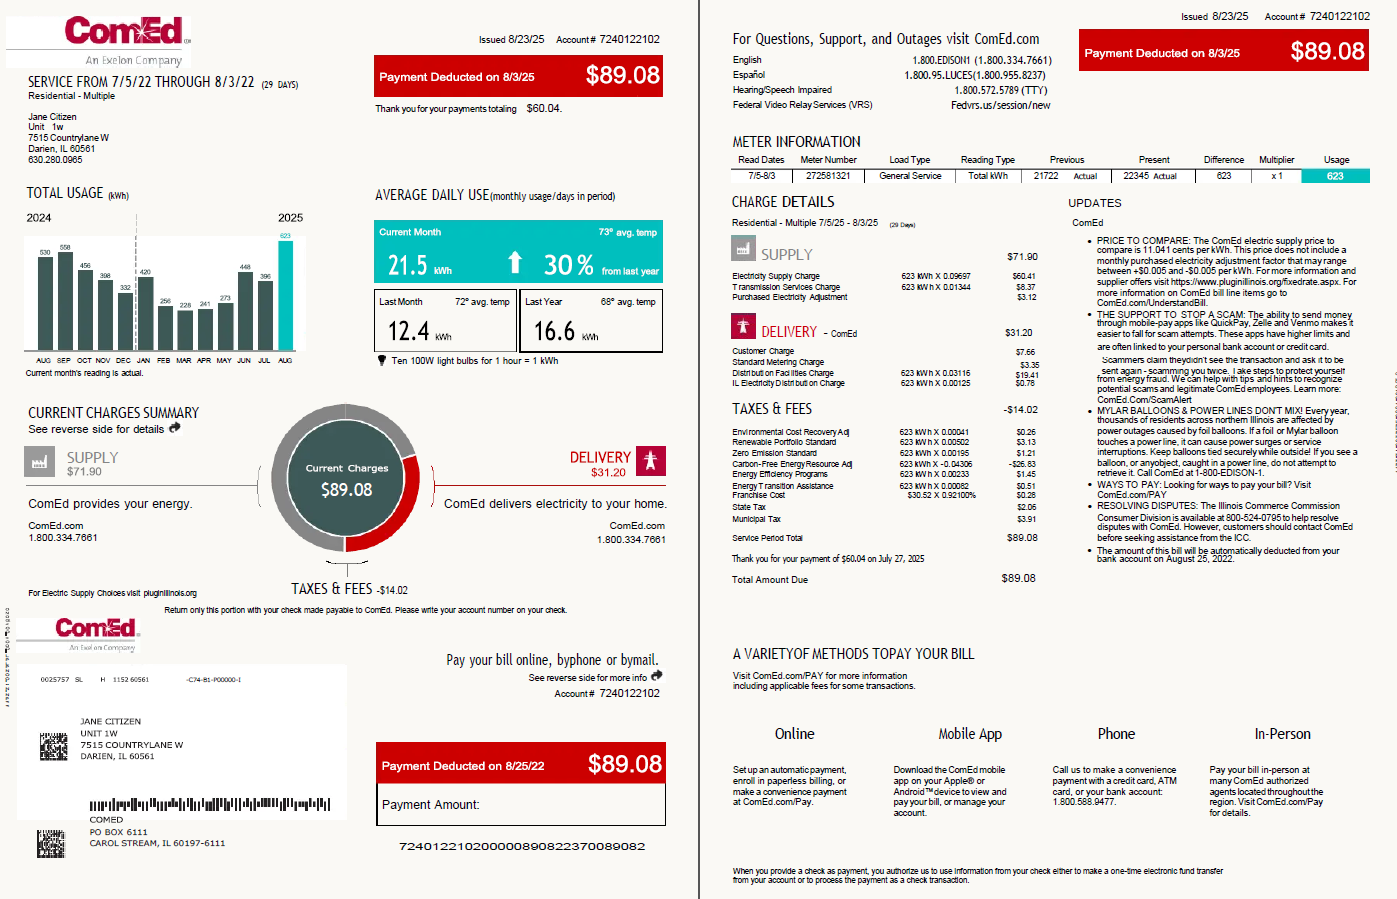 ComEd
An Exelon Company
Issued 8/23/25 Account # 7240122102
Payment Deducted on 8/3/25 $89.08
SERVICE FROM 7/5/22 THROUGH 8/3/22 (29 DAYS)
Residential - Multiple
Thank you for your payments totaling $60.04.
Jane Citizen
Unit 1w
7515 Countrylane W
Darien, IL 60561
630.280.0965
TOTAL USAGE (kWh)
2024 2025
530 558 456 398 332 420 256 228 241 273 448 396 623
AUG SEP OCT NOV DEC JAN FEB MAR APR MAY JUN JUL AUG
Current month's reading is actual.
AVERAGE DAILY USE(monthly usage/days in period)
Current Month 73° avg. temp
21.5 kWh 30% from last year
Last Month 72° avg. temp
12.4 kWh
Last Year 68° avg. temp
16.6 kWh
Ten 100W light bulbs for 1 hour = 1 kWh
CURRENT CHARGES SUMMARY
See reverse side for details
SUPPLY
$71.90
ComEd provides your energy.
ComEd.com
1.800.334.7661
Current Charges
$89.08
DELIVERY
$31.20
ComEd delivers electricity to your home.
ComEd.com
1.800.334.7661
TAXES & FEES -$14.02
For Electric Supply Choices visit pluginillinois.org
Return only this portion with your check made payable to ComEd. Please write your account number on your check.
ComEd
An Exelon Company
0025757 SL H 1152 60561 -C74-B1-P00000-I
JANE CITIZEN
UNIT 1W
7515 COUNTRYLANE W
DARIEN, IL 60561
COMED
PO BOX 6111
CAROL STREAM, IL 60197-6111
Pay your bill online, byphone or bymail.
See reverse side for more info
Account # 7240122102
Payment Deducted on 8/25/22 $89.08
Payment Amount:
72401221020000089082237008​9082
Issued 8/23/25 Account # 7240122102
Payment Deducted on 8/3/25 $89.08
For Questions, Support, and Outages visit ComEd.com
English 1.800.EDISON1 (1.800.334.7661)
Español 1.800.95.LUCES(1.800.955.8237)
Hearing/Speech Impaired 1.800.572.5789 (TTY)
Federal Video Relay Services (VRS) Fedvrs.us/session/new
METER INFORMATION
Read Dates Meter Number Load Type Reading Type Previous Present Difference Multiplier Usage
7/5-8/3 272581321 General Service Total kWh 21722 Actual 22345 Actual 623 x 1 623
CHARGE DETAILS
Residential - Multiple 7/5/25 - 8/3/25 (29 Days)
SUPPLY $71.90
Electricity Supply Charge 623 kWh X 0.09697 $60.41
Transmission Services Charge 623 kWh X 0.01344 $8.37
Purchased Electricity Adjustment $3.12
DELIVERY - ComEd $31.20
Customer Charge $7.66
Standard Metering Charge $3.35
Distribution Facilities Charge 623 kWh X 0.03116 $19.41
IL Electricity Distribution Charge 623 kWh X 0.00125 $0.78
TAXES & FEES -$14.02
Environmental Cost Recovery Adj 623 kWh X 0.00041 $0.26
Renewable Portfolio Standard 623 kWh X 0.00502 $3.13
Zero Emission Standard 623 kWh X 0.00195 $1.21
Carbon-Free Energy Resource Adj 623 kWh X -0.04306 -$26.83
Energy Efficiency Programs 623 kWh X 0.00233 $1.45
Energy Transition Assistance 623 kWh X 0.00082 $0.51
Franchise Cost $30.52 X 0.92100% $0.28
State Tax $2.06
Municipal Tax $3.91
Service Period Total $89.08
Thank you for your payment of $60.04 on July 27, 2025
Total Amount Due $89.08
UPDATES
ComEd
• PRICE TO COMPARE: The ComEd electric supply price to
compare is 11.041 cents per kWh. This price does not include a
monthly purchased electricity adjustment factor that may range
between +$0.005 and -$0.005 per kWh. For more information and
supplier offers visit https://www.pluginillinois.org/fixedrate.aspx. For
more information on ComEd bill line items go to
ComEd.com/UnderstandBill.
• THE SUPPORT TO STOP A SCAM: The ability to send money
through mobile-pay apps like QuickPay, Zelle and Venmo makes it
easier to fall for scam attempts. These apps have higher limits and
are often linked to your personal bank account or credit card.
Scammers claim theydidn't see the transaction and ask it to be
sent again - scamming you twice. Take steps to protect yourself
from energy fraud. We can help with tips and hints to recognize
potential scams and legitimate ComEd employees. Learn more:
ComEd.Com/ScamAlert
• MYLAR BALLOONS & POWER LINES DON'T MIX! Every year,
thousands of residents across northern Illinois are affected by
power outages caused by foil balloons. If a foil or Mylar balloon
touches a power line, it can cause power surges or service
interruptions. Keep balloons tied securely while outside! If you see a
balloon, or anyobject, caught in a power line, do not attempt to
retrieve it. Call ComEd at 1-800-EDISON-1.
• WAYS TO PAY: Looking for ways to pay your bill? Visit
ComEd.com/PAY
• RESOLVING DISPUTES: The Illinois Commerce Commission
Consumer Division is available at 800-524-0795 to help resolve
disputes with ComEd. However, customers should contact ComEd
before seeking assistance from the ICC.
• The amount of this bill will be automatically deducted from your
bank account on August 25, 2022.
A VARIETYOF METHODS TOPAY YOUR BILL
Visit ComEd.com/PAY for more information
including applicable fees for some transactions.
Online
Set up an automatic payment,
enroll in paperless billing, or
make a convenience payment
at ComEd.com/Pay.
Mobile App
Download the ComEd mobile
app on your Apple® or
Android™ device to view and
pay your bill, or manage your
account.
Phone
Call us to make a convenience
payment with a credit card, ATM
card, or your bank account:
1.800.588.9477.
In-Person
Pay your bill in-person at
many ComEd authorized
agents located throughout the
region. Visit ComEd.com/Pay
for details.
When you provide a check as payment, you authorize us to use information from your check either to make a one-time electronic fund transfer
from your account or to process the payment as a check transaction.